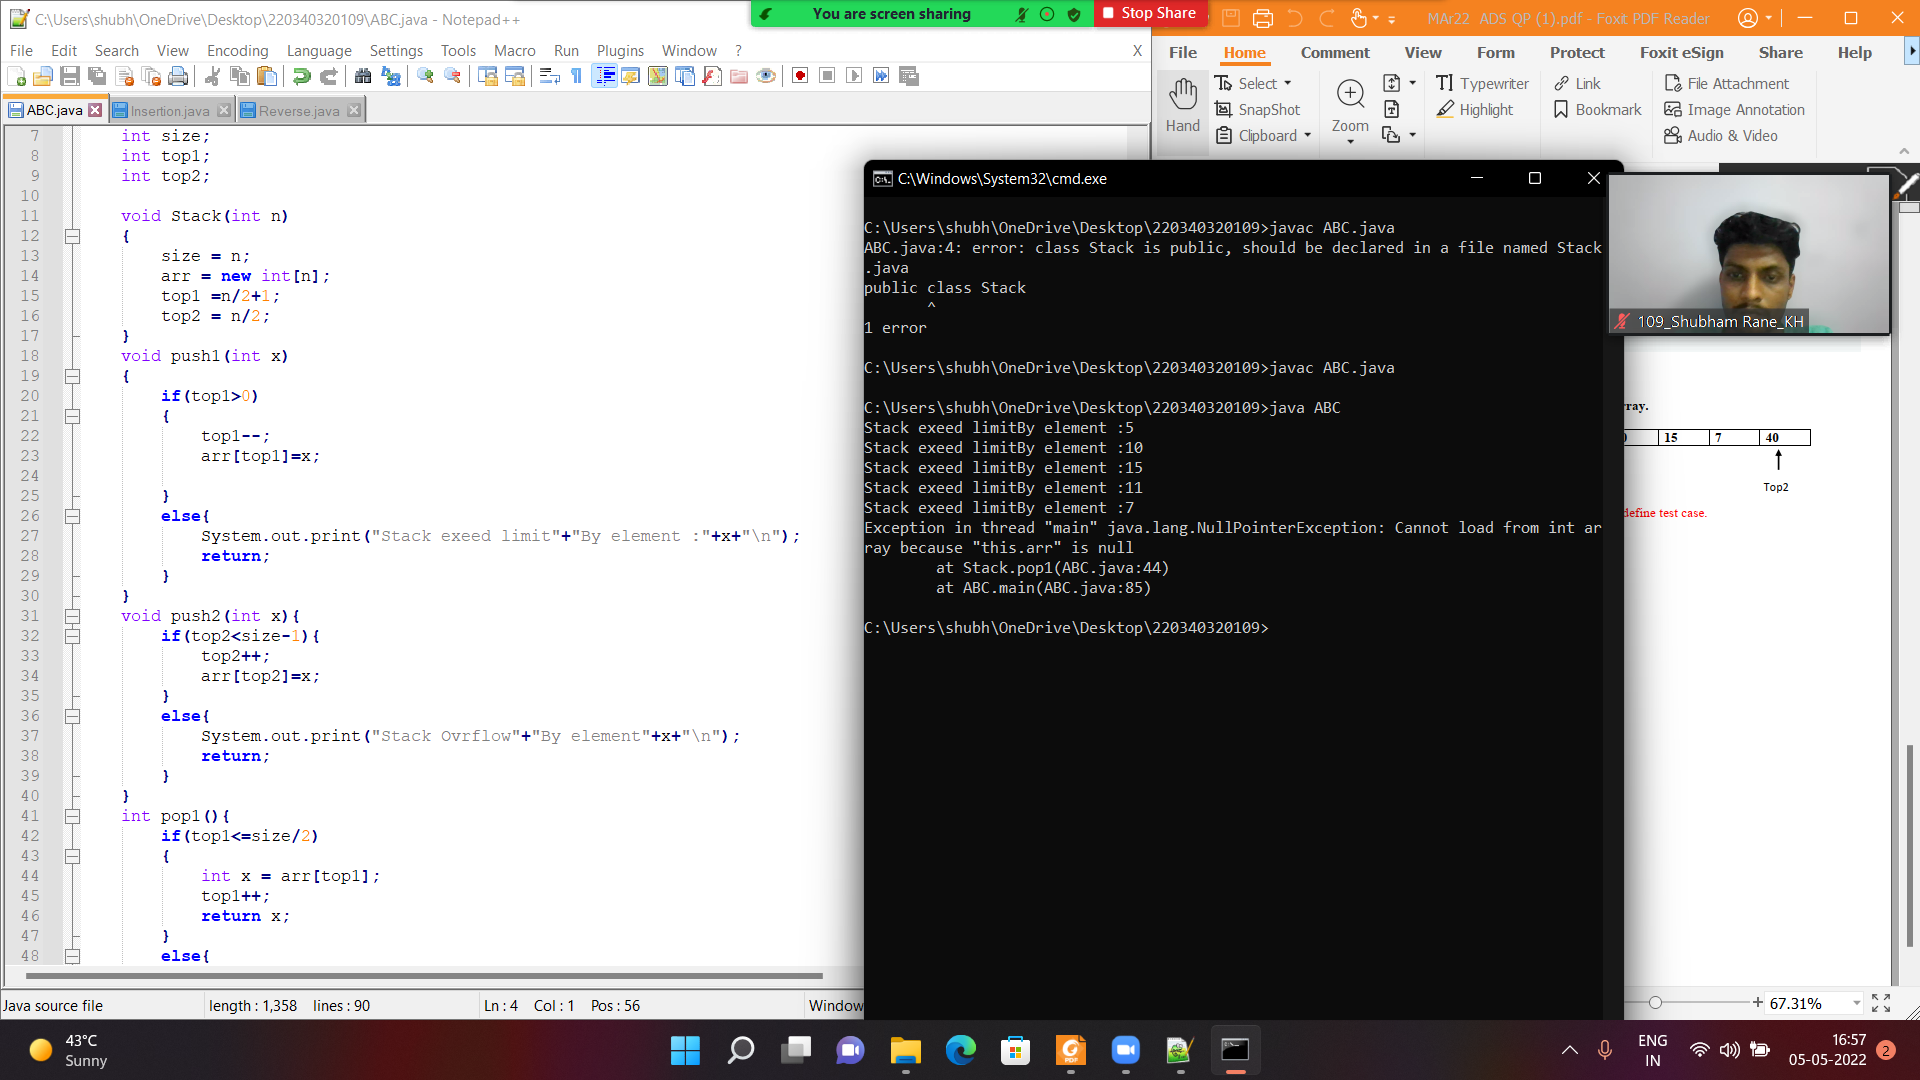 C:\Users\shubh\OneDrive\Desktop\220340320109\ABC.java - Notepad++
You are screen sharing
Stop Share
MAr22 ADS QP (1).pdf - Foxit PDF Reader
File Edit Search View Encoding Language Settings Tools Macro Run Plugins Window ? X
File Home Comment View Form Protect Foxit eSign Share Help
Hand
Select
SnapShot
Clipboard
Zoom
Typewriter
Highlight
Link
Bookmark
File Attachment
Image Annotation
Audio & Video
ABC.java Insertion.java Reverse.java
7 int size;
8 int top1;
9 int top2;
10
11 void Stack(int n)
12 {
13 size = n;
14 arr = new int[n];
15 top1 =n/2+1;
16 top2 = n/2;
17 }
18 void push1(int x)
19 {
20 if(top1>0)
21 {
22 top1--;
23 arr[top1]=x;
24
25 }
26 else{
27 System.out.print("Stack exeed limit"+"By element :"+x+"\n");
28 return;
29 }
30 }
31 void push2(int x){
32 if(top2<size-1){
33 top2++;
34 arr[top2]=x;
35 }
36 else{
37 System.out.print("Stack Ovrflow"+"By element"+x+"\n");
38 return;
39 }
40 }
41 int pop1(){
42 if(top1<=size/2)
43 {
44 int x = arr[top1];
45 top1++;
46 return x;
47 }
48 else{
C:\Windows\System32\cmd.exe
C:\Users\shubh\OneDrive\Desktop\220340320109>javac ABC.java
ABC.java:4: error: class Stack is public, should be declared in a file named Stack
.java
public class Stack
^
1 error
C:\Users\shubh\OneDrive\Desktop\220340320109>javac ABC.java
C:\Users\shubh\OneDrive\Desktop\220340320109>java ABC
Stack exeed limitBy element :5
Stack exeed limitBy element :10
Stack exeed limitBy element :15
Stack exeed limitBy element :11
Stack exeed limitBy element :7
Exception in thread "main" java.lang.NullPointerException: Cannot load from int ar
ray because "this.arr" is null
at Stack.pop1(ABC.java:44)
at ABC.main(ABC.java:85)
C:\Users\shubh\OneDrive\Desktop\220340320109>
109_Shubham Rane_KH
rray.
15 7 40
Top2
define test case.
Java source file length : 1,358 lines : 90 Ln : 4 Col : 1 Pos : 56 Window
67.31%
43°C
Sunny
ENG
IN
16:57
05-05-2022
2